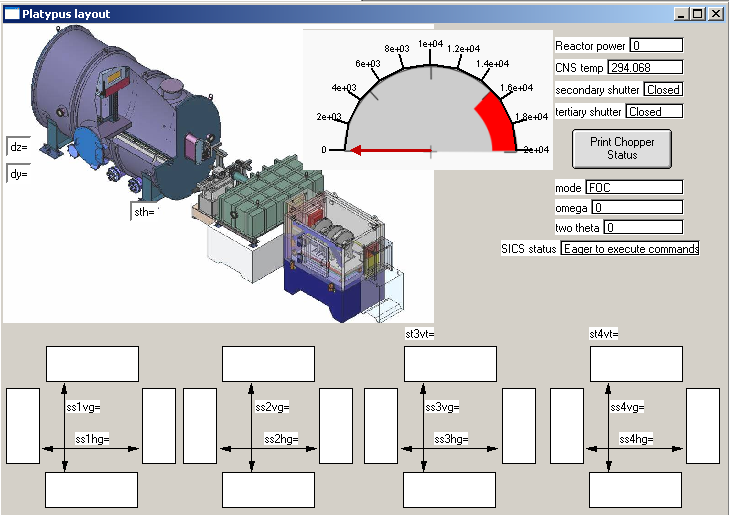 Platypus layout
dz=
dy=
sth=
0
2e+03
4e+03
6e+03
8e+03
1e+04
1.2e+04
1.4e+04
1.6e+04
1.8e+04
2e+04
Reactor power 0
CNS temp 294.068
secondary shutter Closed
tertiary shutter Closed
Print Chopper
Status
mode FOC
omega 0
two theta 0
SICS status Eager to execute commands
st3vt=
st4vt=
ss1vg=
ss1hg=
ss2vg=
ss2hg=
ss3vg=
ss3hg=
ss4vg=
ss4hg=